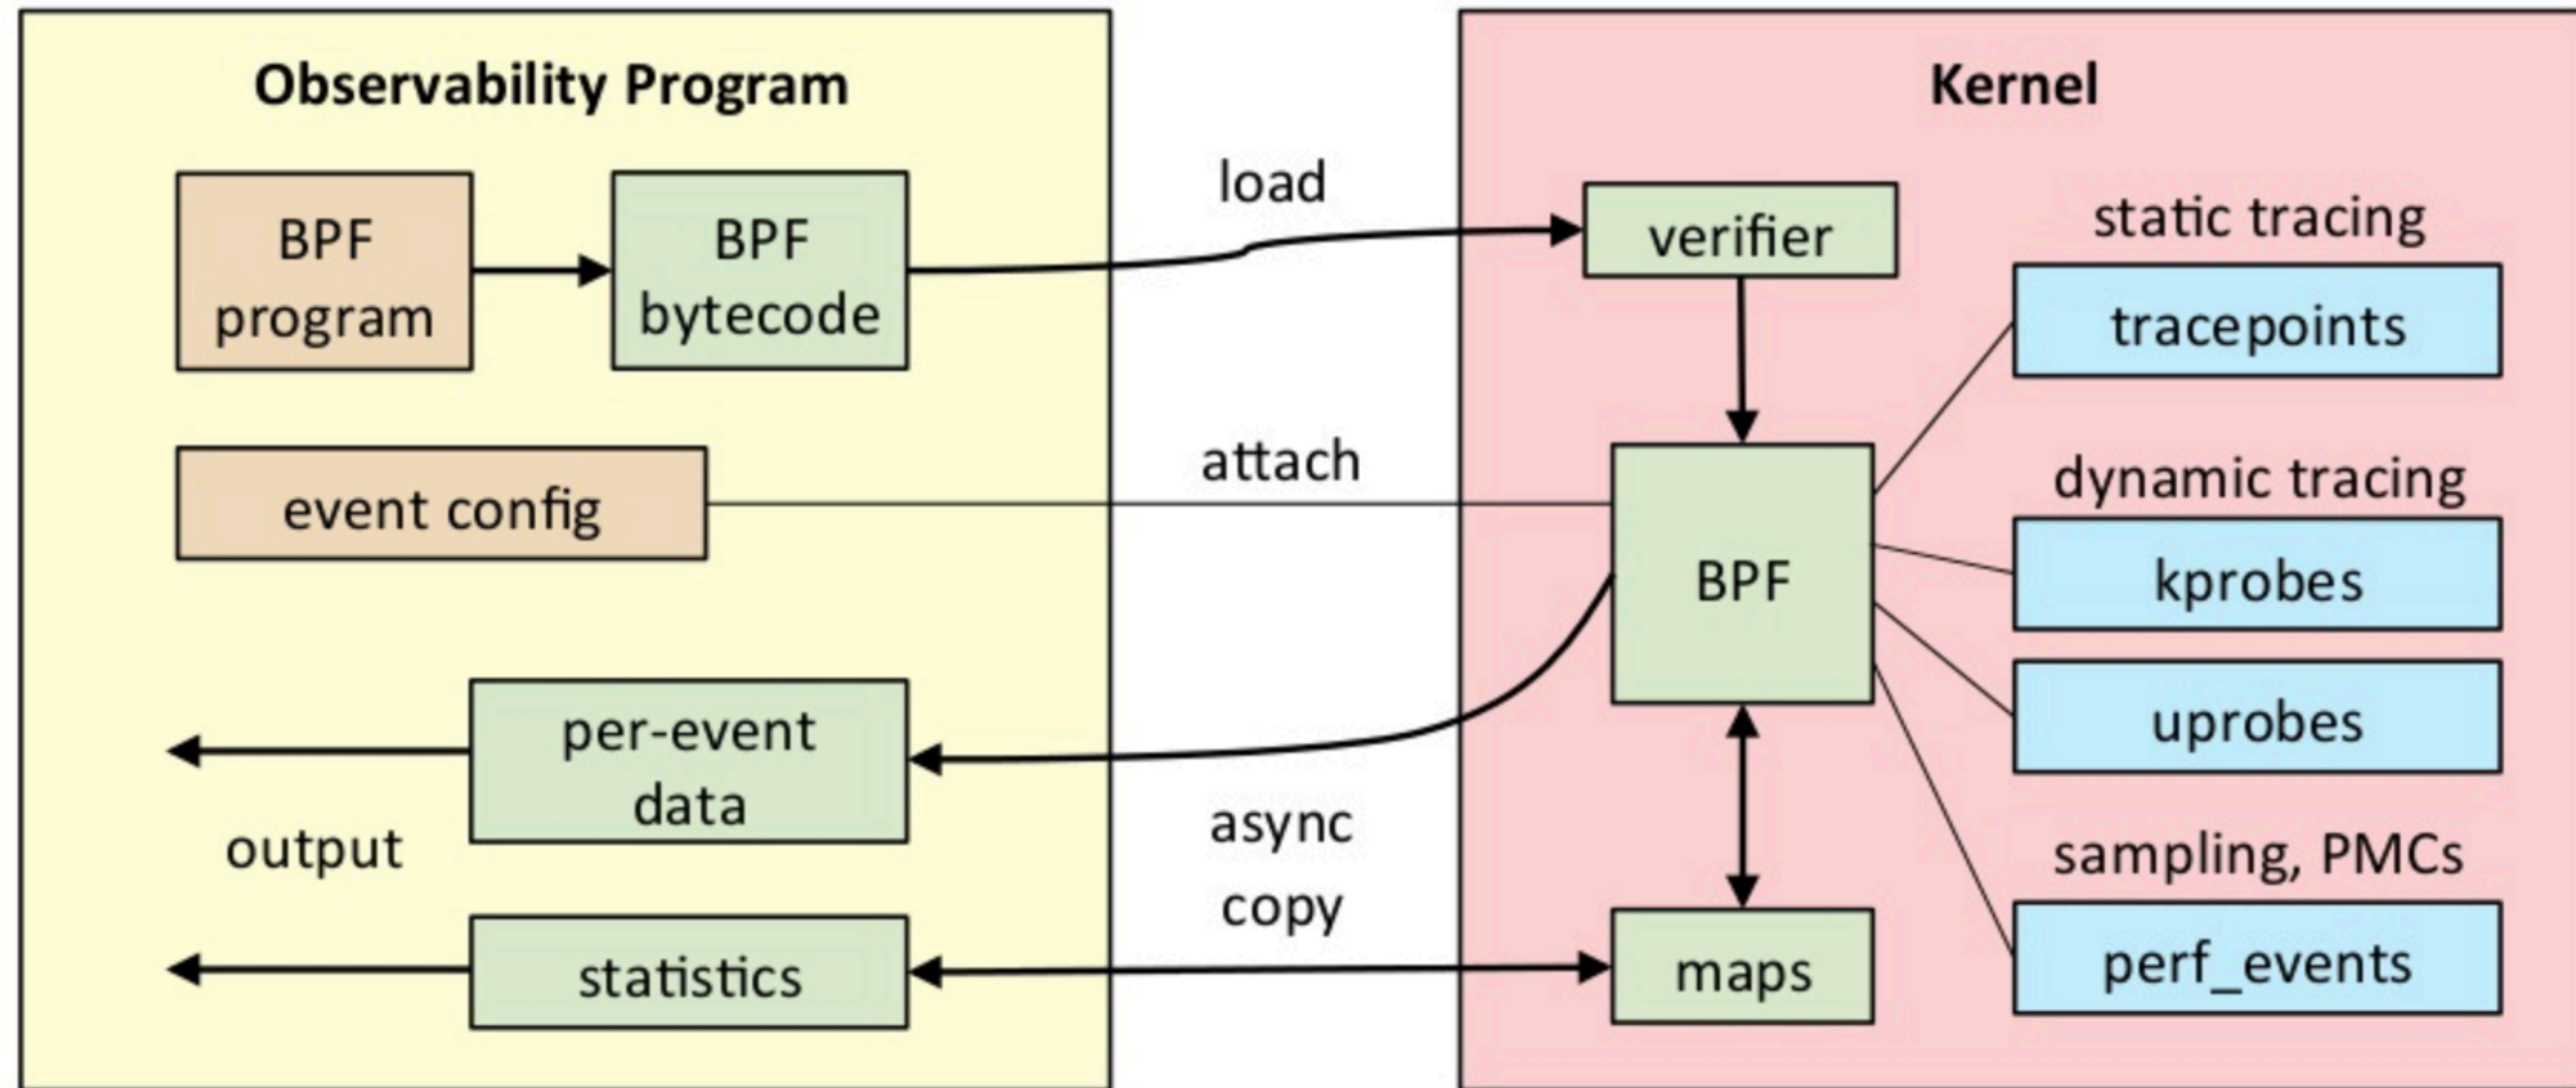 Observability Program
BPF
program
BPF
bytecode
event config
per-event
data
output
statistics
load
attach
async
copy
Kernel
verifier
BPF
maps
static tracing
tracepoints
dynamic tracing
kprobes
uprobes
sampling, PMCs
perf_events